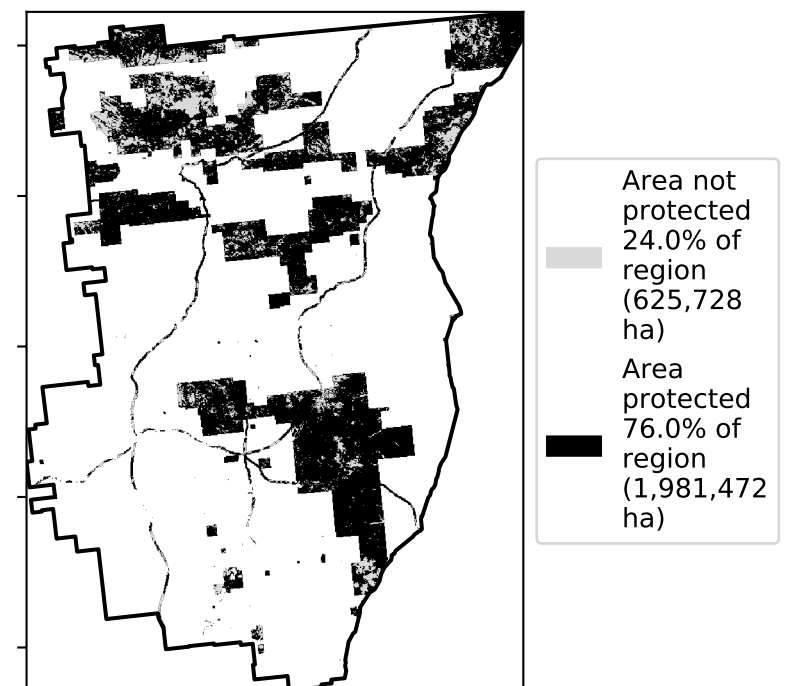 Area not
protected
24.0% of
region
(625,728
ha)
Area
protected
76.0% of
region
(1,981,472
ha)